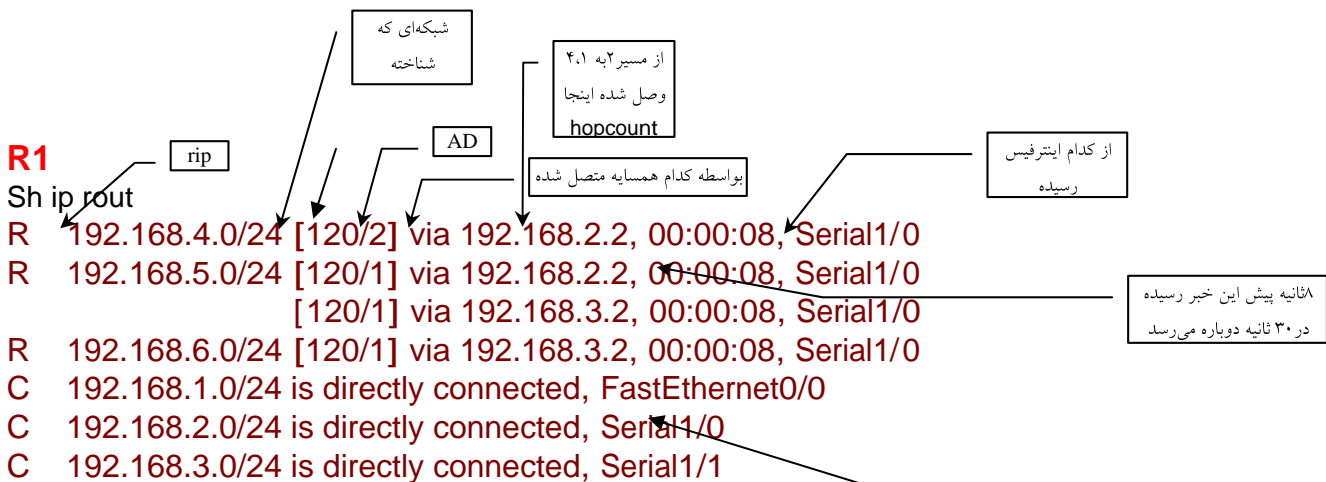 شبکه‌ای که
شناخته
از مسیر۲به ۴،۱
وصل شده اینجا
hopcount
از کدام اینترفیس
رسیده
R1
rip
AD
بواسطه کدام همسایه متصل شده
Sh ip rout
R 192.168.4.0/24 [120/2] via 192.168.2.2, 00:00:08, Serial1/0
R 192.168.5.0/24 [120/1] via 192.168.2.2, 00:00:08, Serial1/0
[120/1] via 192.168.3.2, 00:00:08, Serial1/0
۸ثانیه پیش این خبر رسیده
در۳۰ ثانیه دوباره می‌رسد
R 192.168.6.0/24 [120/1] via 192.168.3.2, 00:00:08, Serial1/0
C 192.168.1.0/24 is directly connected, FastEthernet0/0
C 192.168.2.0/24 is directly connected, Serial1/0
C 192.168.3.0/24 is directly connected, Serial1/1